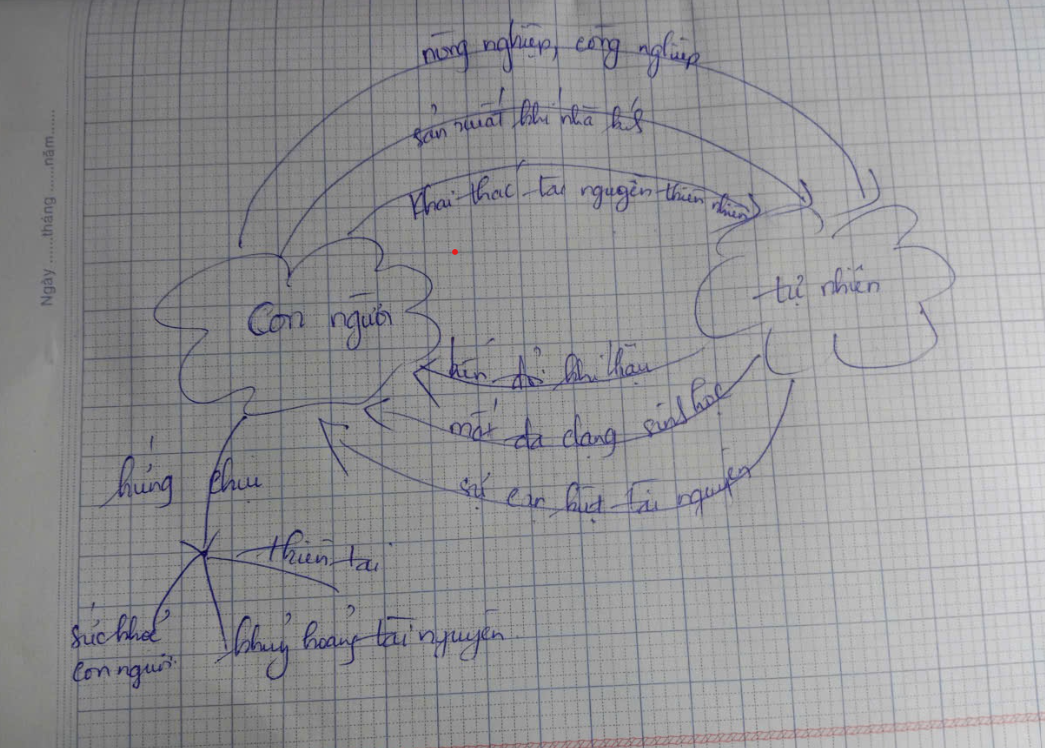 nông nghiệp, công nghiệp
sản xuất khí nhà kính
Khai thác tài nguyên thiên nhiên
Con người
tự nhiên
biến đổi khí hậu
mất đa dạng sinh học
sự cạn kiệt tài nguyên
hứng chịu
thiên tai
sức khoẻ
con người
khủng hoảng tài nguyên
Ngày ......tháng ......năm......